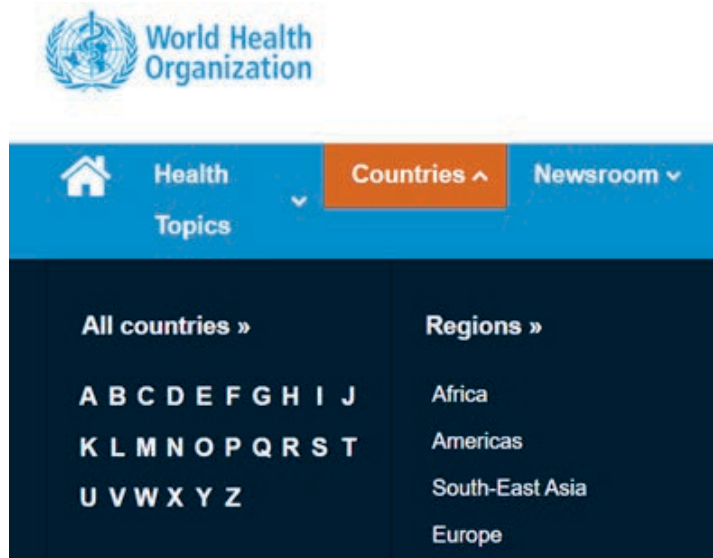 World Health
Organization
Health
Topics
Countries
Newsroom
All countries »
Regions »
A B C D E F G H I J
K L M N O P Q R S T
U V W X Y Z
Africa
Americas
South-East Asia
Europe